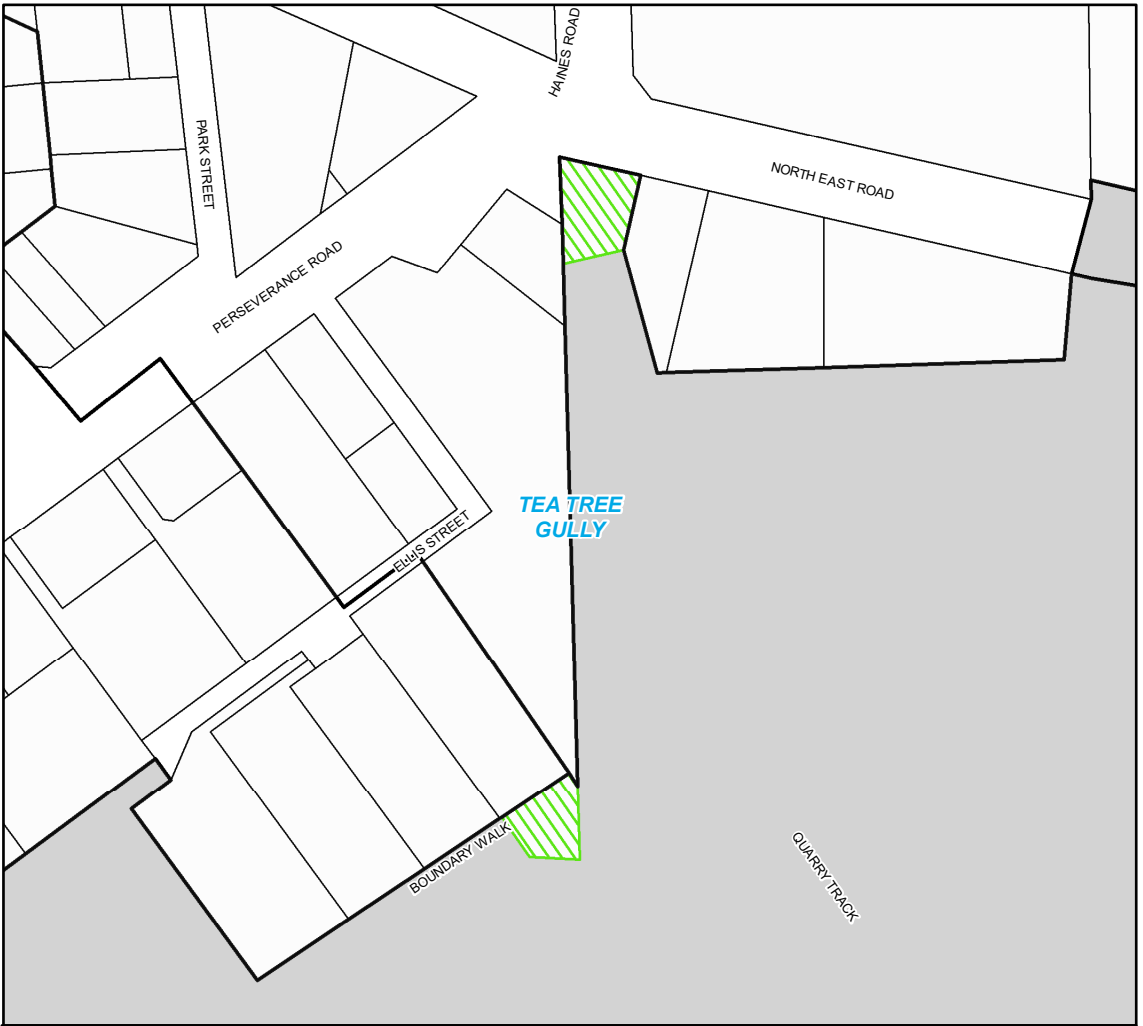 HAINES ROAD
PARK STREET
NORTH EAST ROAD
PERSEVERANCE ROAD
TEA TREE
GULLY
ELLIS STREET
BOUNDARY WALK
QUARRY TRACK